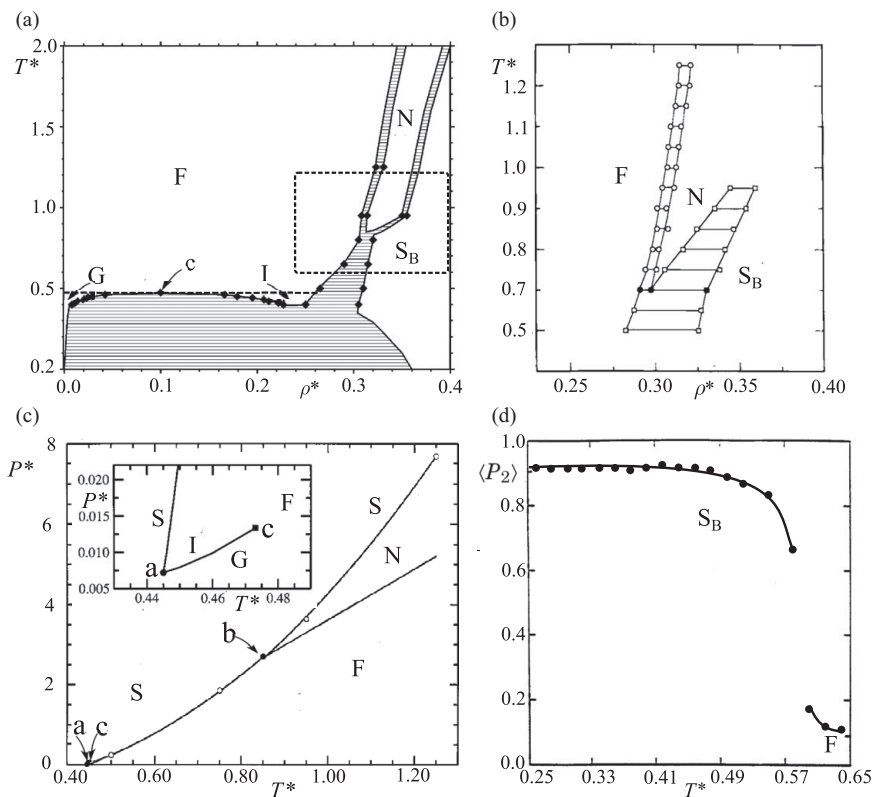 (a)
2.0
T*
1.5
1.0
0.5
0.2
F
N
S_B
G
c
I
0.0
0.1
0.2
0.3
0.4
ρ*
(b)
T*
1.2
1.1
1.0
0.9
0.8
0.7
0.6
0.5
F
N
S_B
0.25
0.30
0.35
0.40
ρ*
(c)
8
P*
6
4
2
0
0.020
P*
0.015
0.010
0.005
S
I
F
G
a
c
0.44
0.46
0.48
T*
S
N
b
F
S
a
c
0.40
0.60
0.80
1.00
1.20
T*
(d)
1.0
⟨P₂⟩
0.8
0.6
0.4
0.2
0.0
S_B
F
0.25
0.33
0.41
0.49
0.57
0.65
T*